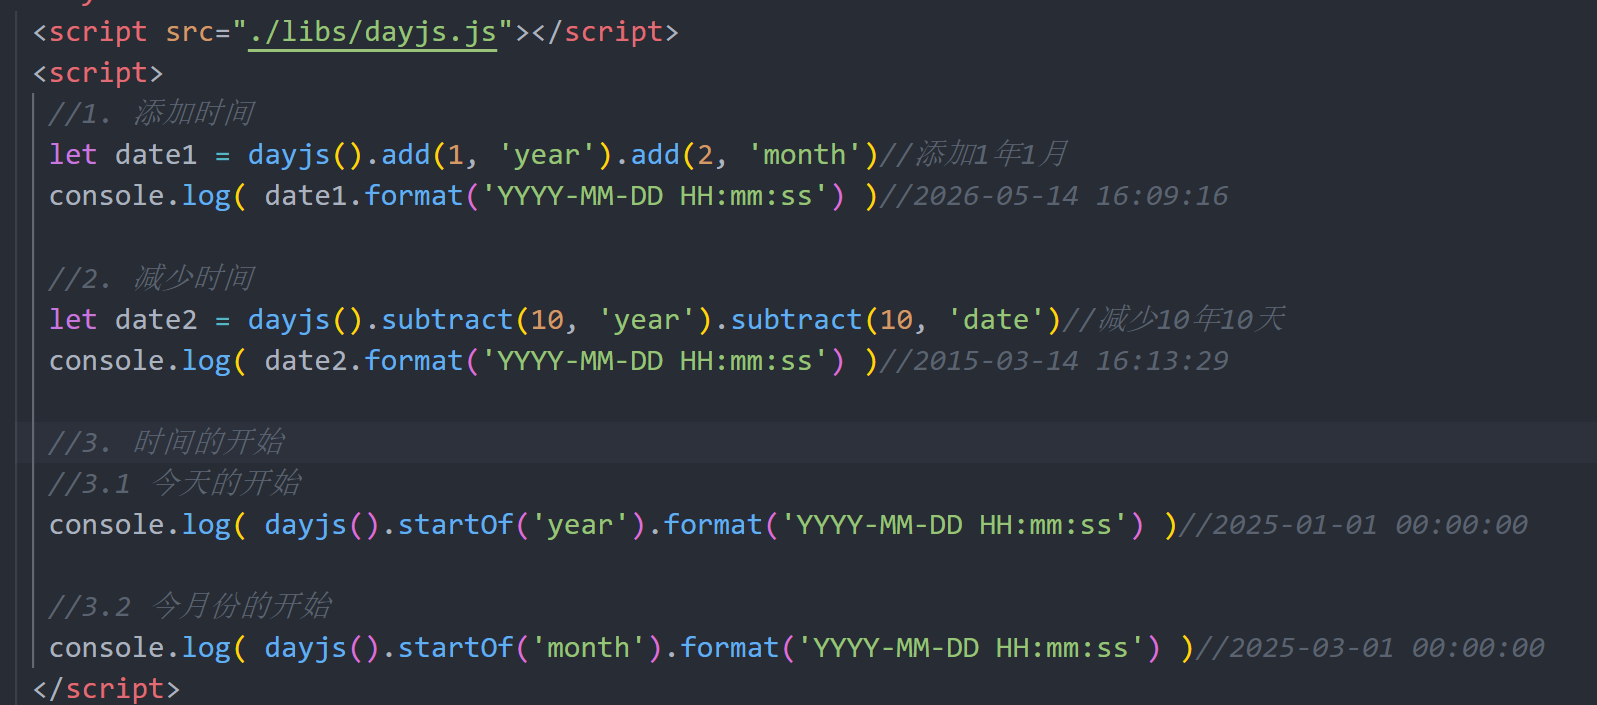 <script src="./libs/dayjs.js"></script>
<script>
//1. 添加时间
let date1 = dayjs().add(1, 'year').add(2, 'month')//添加1年1月
console.log( date1.format('YYYY-MM-DD HH:mm:ss') )//2026-05-14 16:09:16
//2. 减少时间
let date2 = dayjs().subtract(10, 'year').subtract(10, 'date')//减少10年10天
console.log( date2.format('YYYY-MM-DD HH:mm:ss') )//2015-03-14 16:13:29
//3. 时间的开始
//3.1 今天的开始
console.log( dayjs().startOf('year').format('YYYY-MM-DD HH:mm:ss') )//2025-01-01 00:00:00
//3.2 今月份的开始
console.log( dayjs().startOf('month').format('YYYY-MM-DD HH:mm:ss') )//2025-03-01 00:00:00
</script>